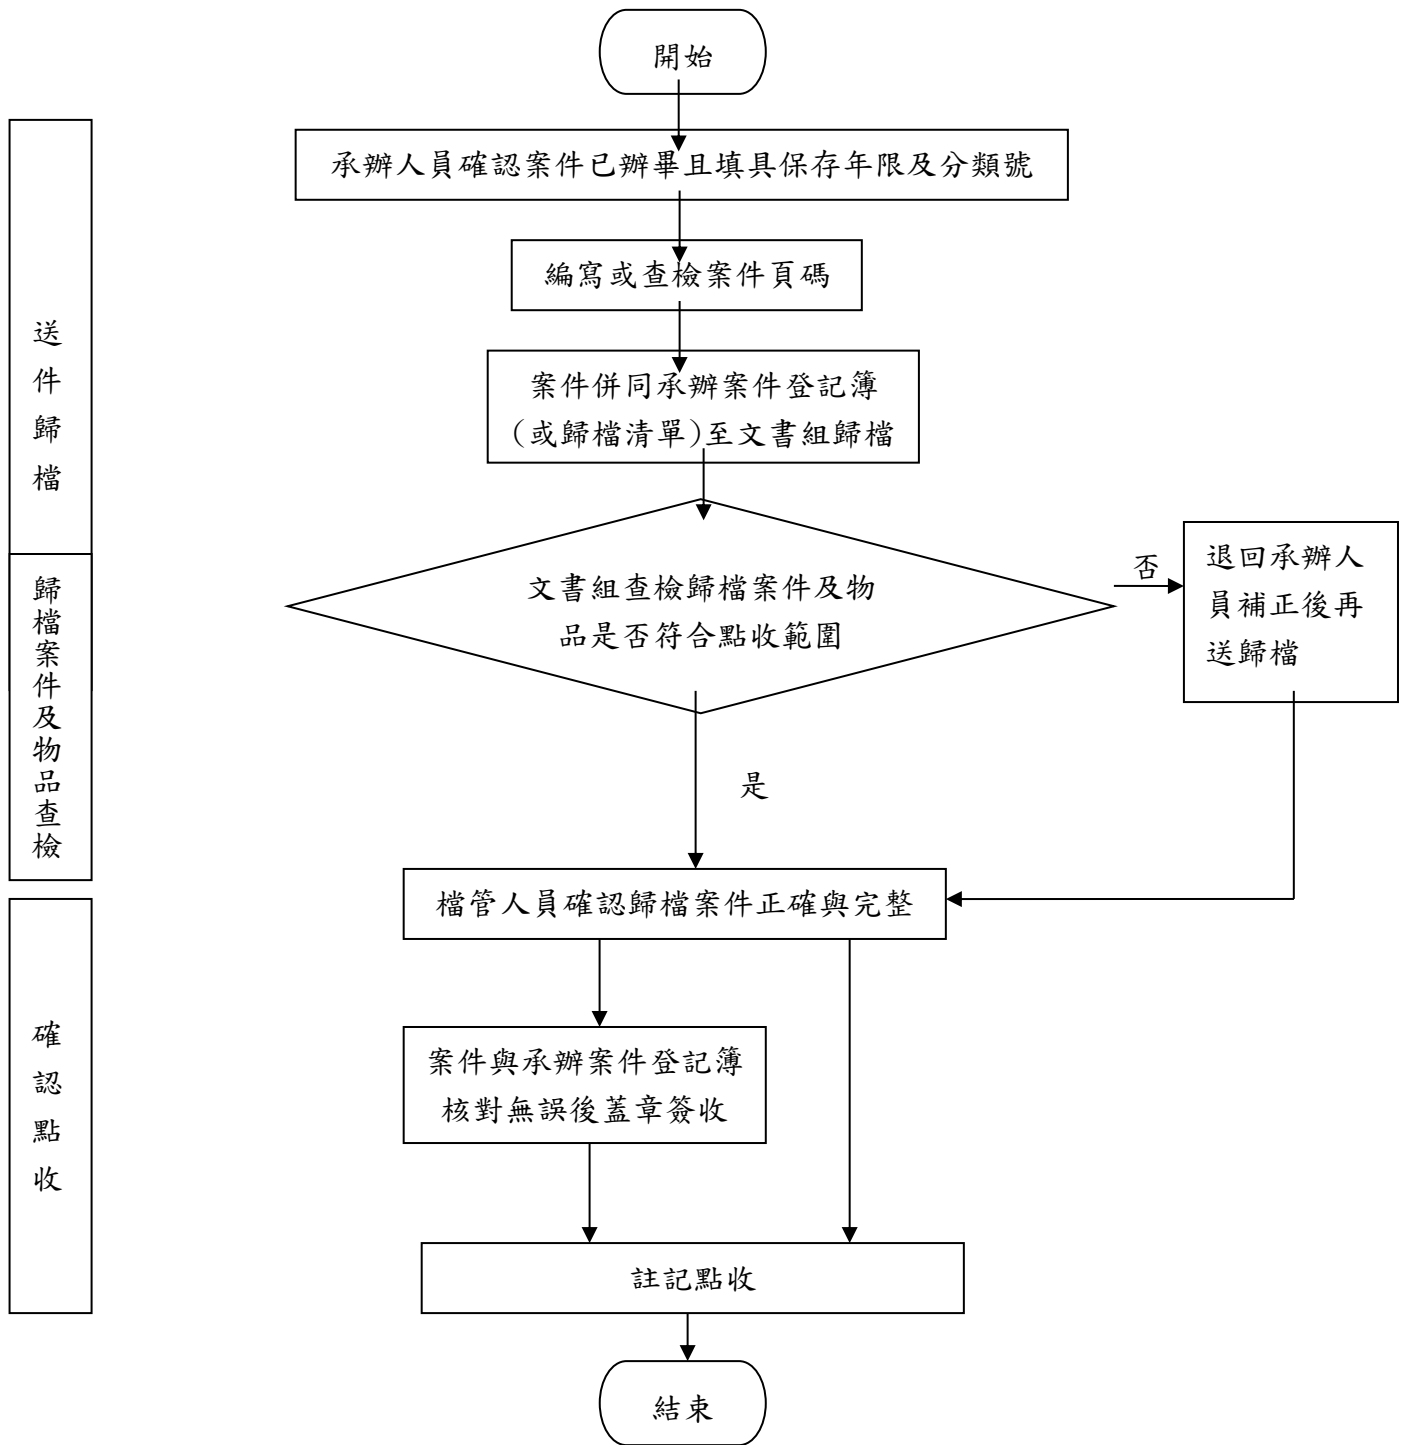 開始
承辦人員確認案件已辦畢且填具保存年限及分類號
編寫或查檢案件頁碼
案件併同承辦案件登記簿
(或歸檔清單)至文書組歸檔
送件歸檔
文書組查檢歸檔案件及物
品是否符合點收範圍
否
退回承辦人
員補正後再
送歸檔
歸檔案件及物品查檢
是
檔管人員確認歸檔案件正確與完整
案件與承辦案件登記簿
核對無誤後蓋章簽收
確認點收
註記點收
結束